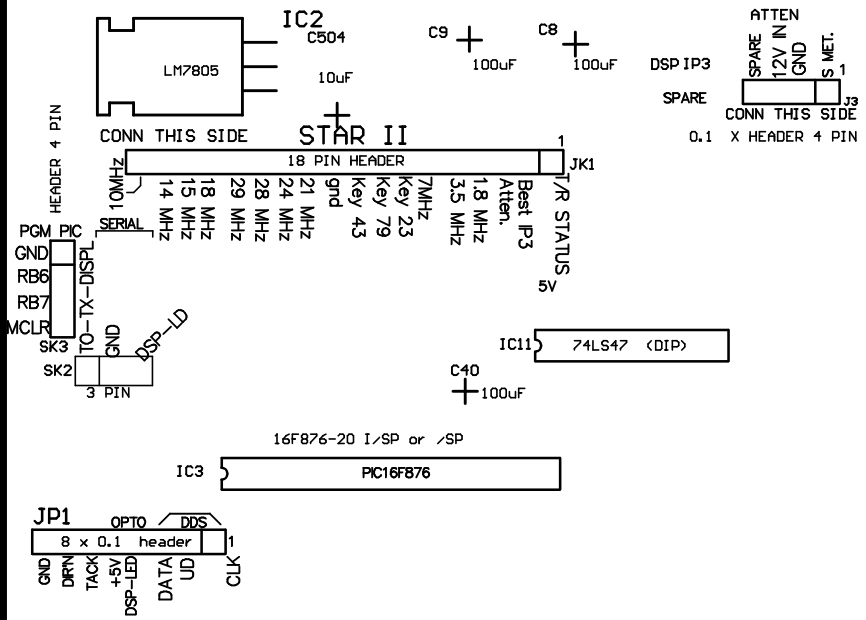 IC2
C504
LM7805
10uF
C9
100uF
C8
100uF
ATTEN
SPARE
12V IN
GND
S MET.
1
J3
DSP IP3
SPARE
CONN THIS SIDE
0.1 X HEADER 4 PIN
HEADER 4 PIN
CONN THIS SIDE
STAR II
1
18 PIN HEADER
JK1
10MHz
14 MHz
15 MHz
18 MHz
29 MHz
28 MHz
24 MHz
21 MHz
gnd
Key 43
Key 79
Key 23
7MHz
3.5 MHz
1.8 MHz
Atten.
Best IP3
T/R STATUS
5V
SERIAL
PGM PIC
GND
RB6
RB7
MCLR
SK3
TO-TX-DISPL
GND
DSP-LD
SK2
3 PIN
IC11
74LS47 (DIP)
C40
100uF
16F876-20 I/SP or /SP
IC3
PIC16F876
JP1
OPTO
DDS
8 x 0.1 header
1
GND
DIR'N
TACK
+5V
DSP-LED
DATA
UD
CLK